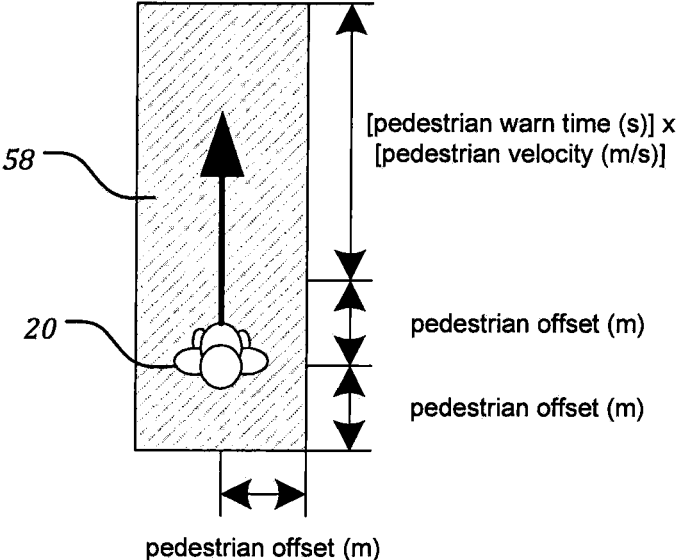 [pedestrian warn time (s)] x
[pedestrian velocity (m/s)]
58
20
pedestrian offset (m)
pedestrian offset (m)
pedestrian offset (m)